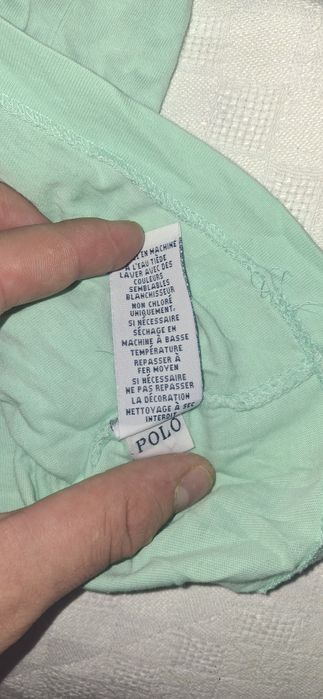 EN MACHINE
À L'EAU TIÈDE
LAVER AVEC DES
COULEURS
SEMBLABLES
BLANCHISSEUR
NON CHLORÉ
UNIQUEMENT.
SI NÉCESSAIRE
SÉCHAGE EN
MACHINE À BASSE
TEMPÉRATURE
REPASSER À
FER MOYEN
SI NÉCESSAIRE
NE PAS REPASSER
LA DÉCORATION
NETTOYAGE À SEC
INTERDIT
POLO